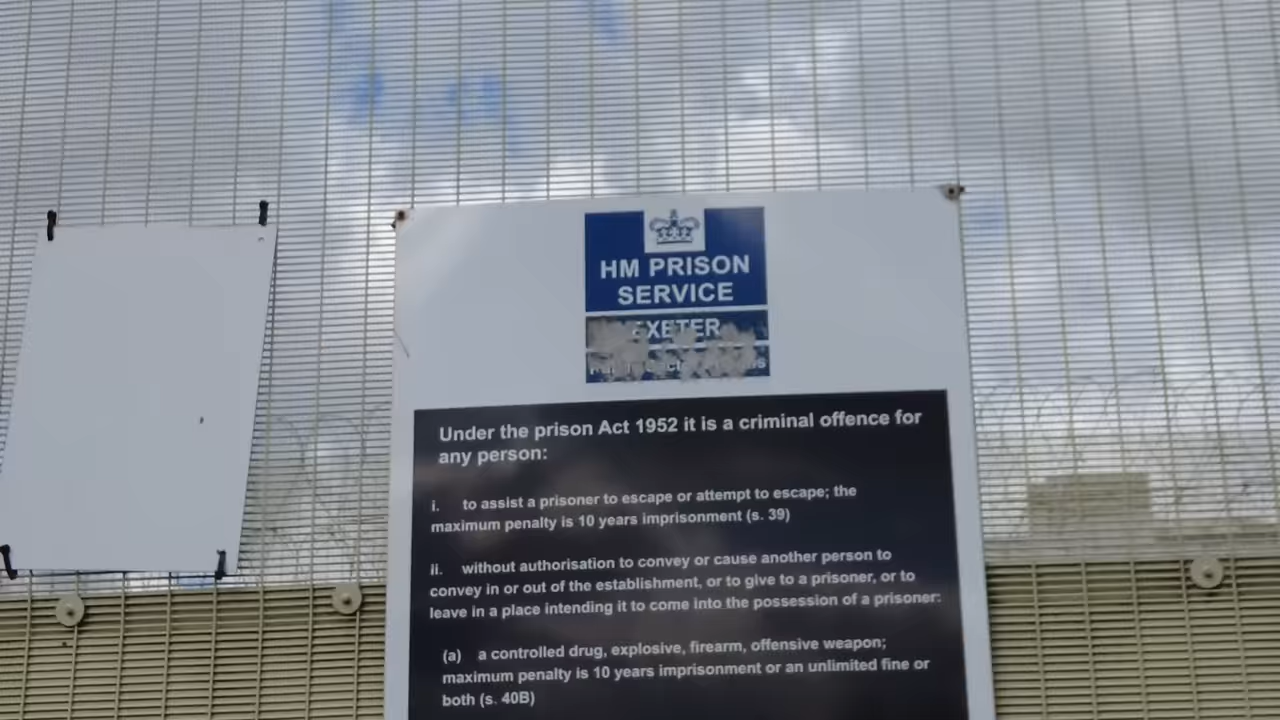 HM PRISON
SERVICE
EXETER
Under the prison Act 1952 it is a criminal offence for
any person:
i. to assist a prisoner to escape or attempt to escape; the
maximum penalty is 10 years imprisonment (s. 39)
ii. without authorisation to convey or cause another person to
convey in or out of the establishment, or to give to a prisoner, or to
leave in a place intending it to come into the possession of a prisoner:
(a) a controlled drug, explosive, firearm, offensive weapon;
maximum penalty is 10 years imprisonment or an unlimited fine or
both (s. 40B)